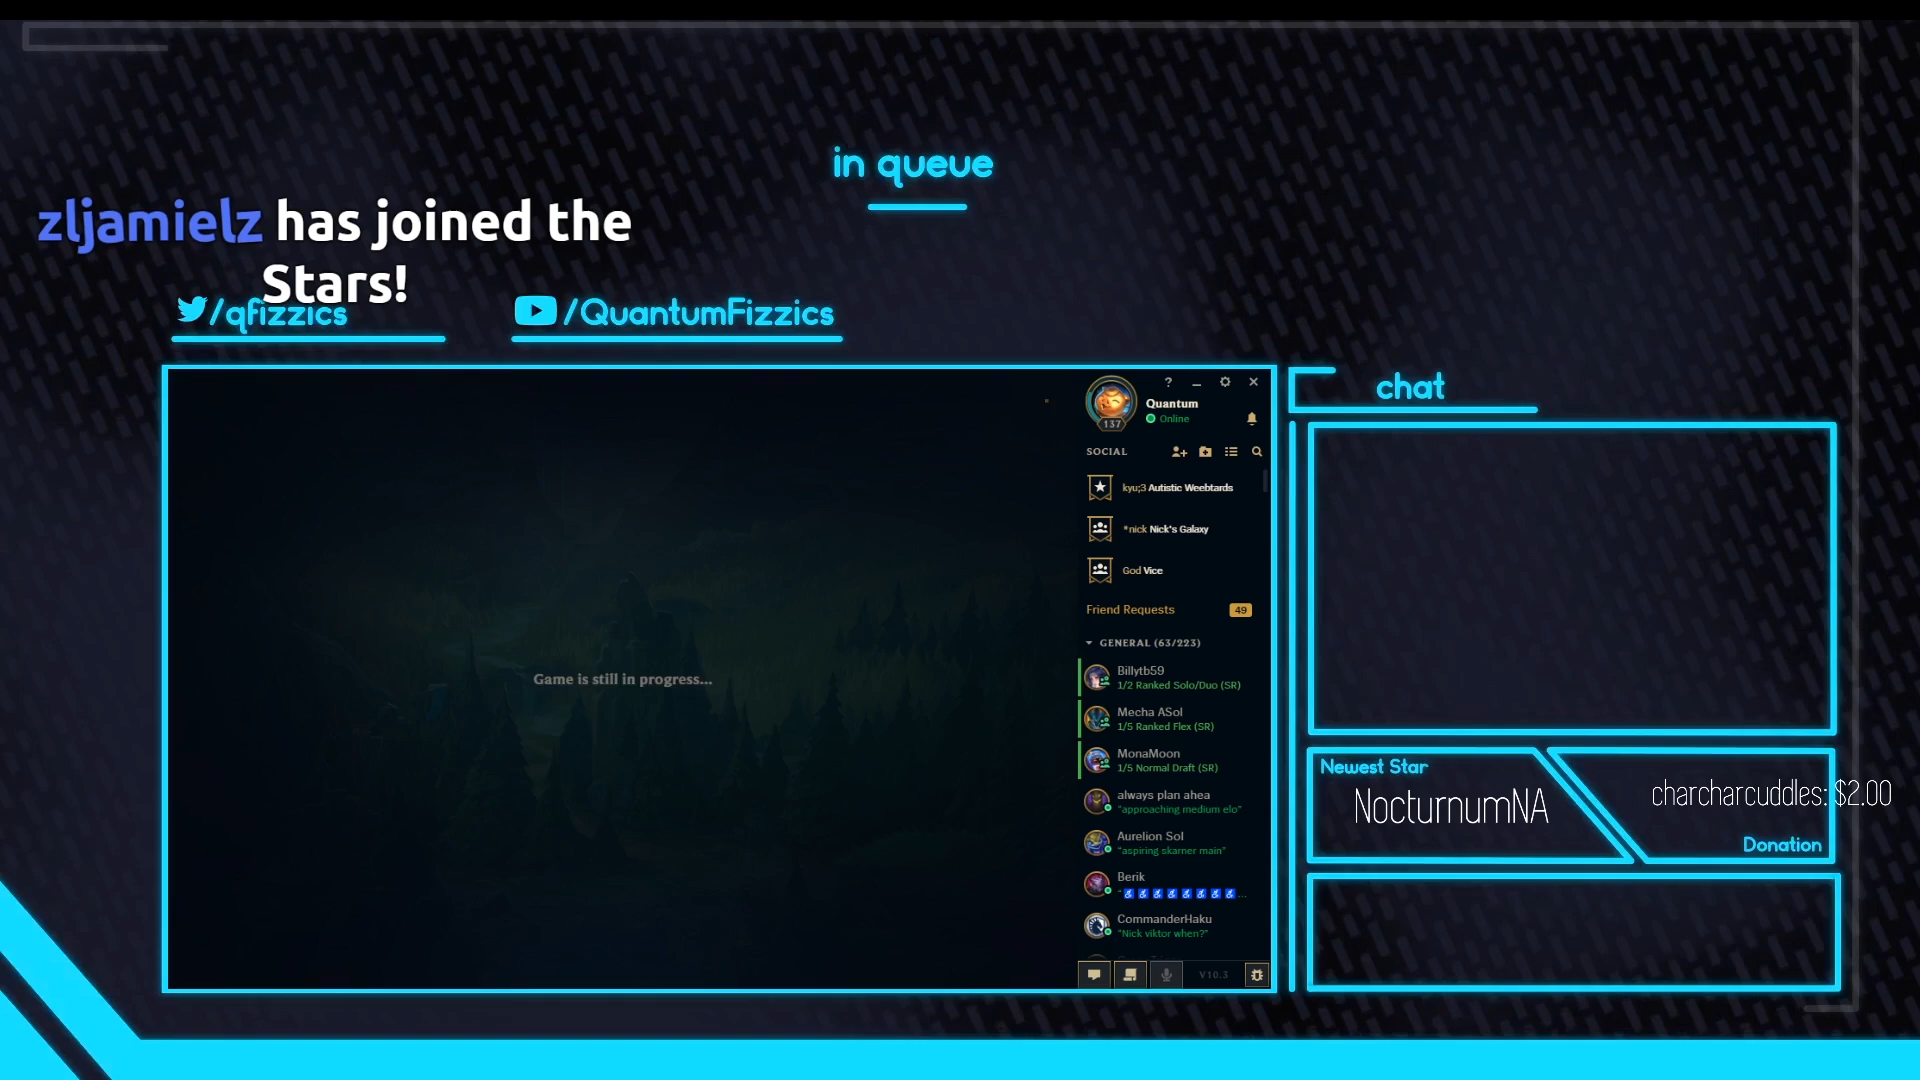 in queue
zljamielz has joined the
Stars!
/qfizzics
/QuantumFizzics
?
Quantum
Online
137
SOCIAL
kyu;3 Autistic Weebtards
*nick Nick's Galaxy
God Vice
Friend Requests 49
GENERAL (63/223)
Billytb59
1/2 Ranked Solo/Duo (SR)
Mecha ASol
1/5 Ranked Flex (SR)
MonaMoon
1/5 Normal Draft (SR)
always plan ahea
"approaching medium elo"
Aurelion Sol
"aspiring skarner main"
Berik
CommanderHaku
"Nick viktor when?"
V10.3
Game is still in progress...
chat
Newest Star
NocturnumNA
charcharcuddles: $2.00
Donation